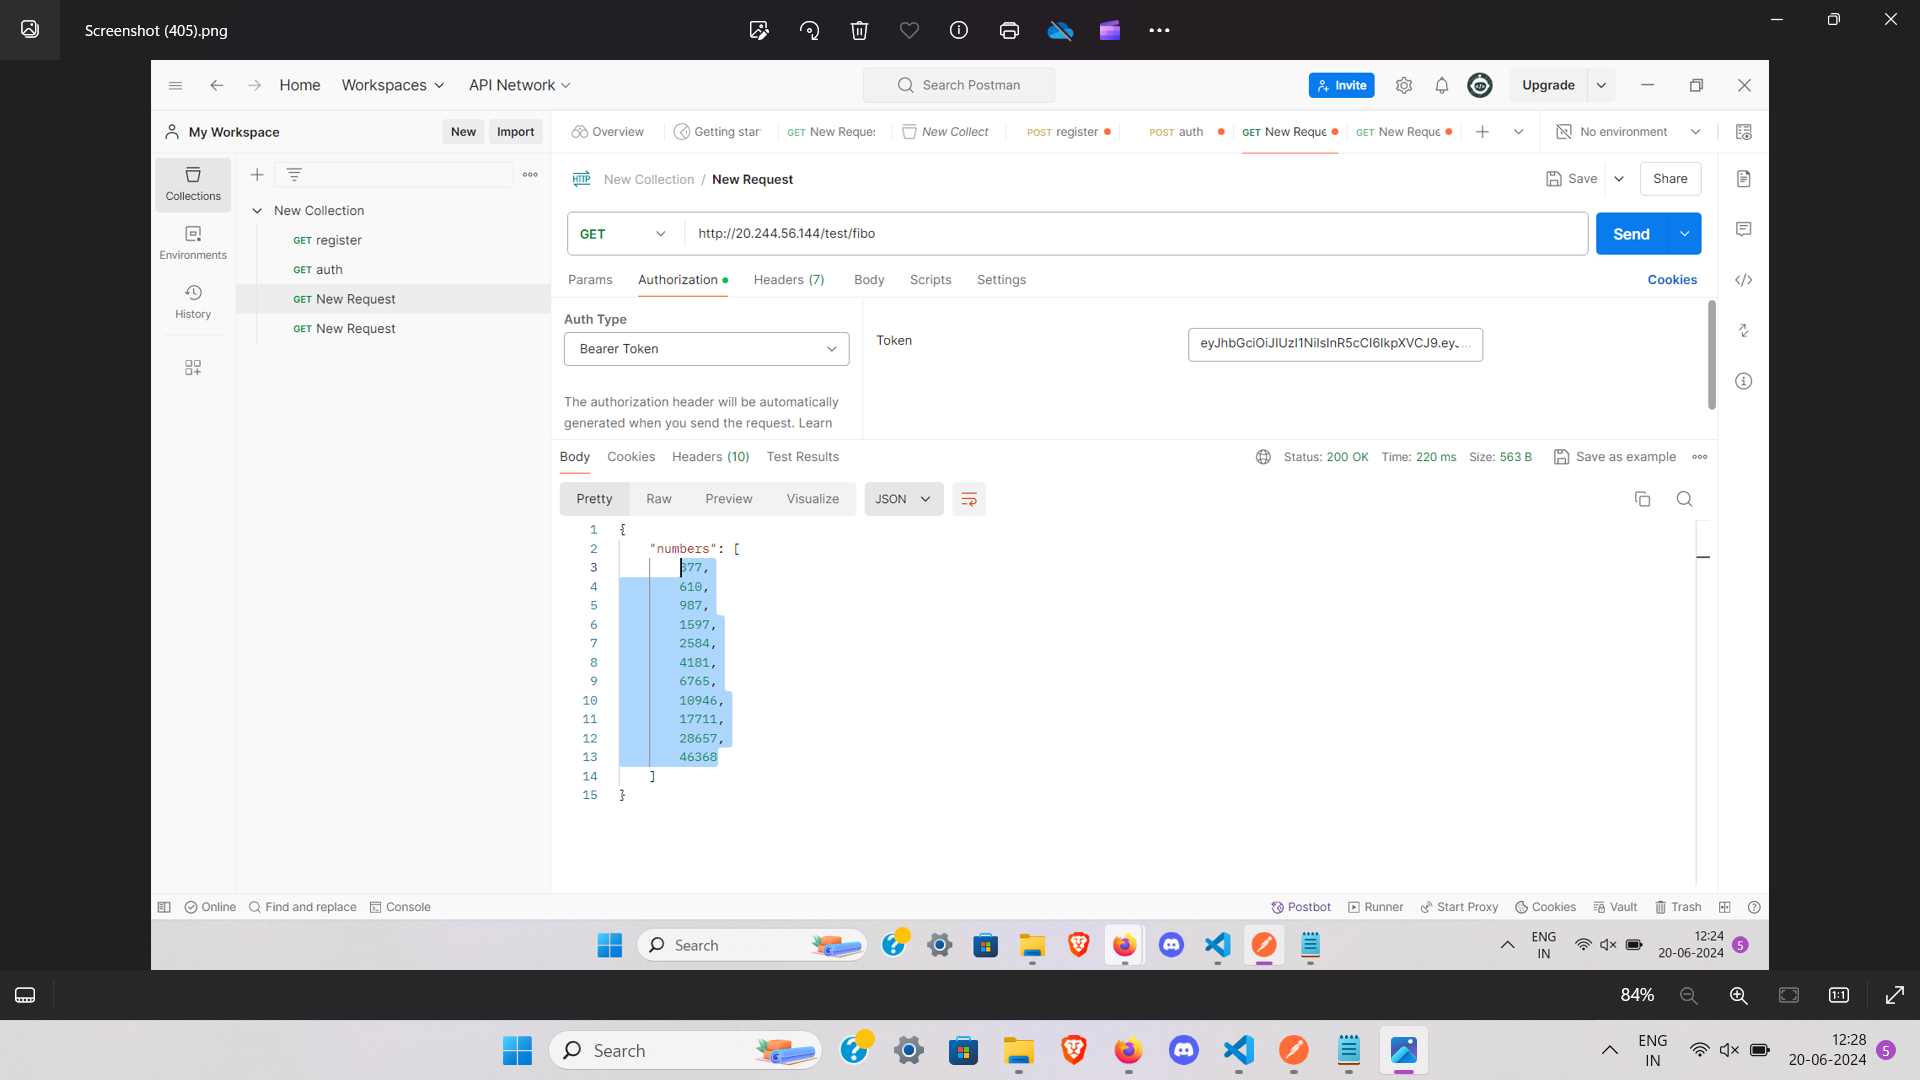 Screenshot (405).png
Home Workspaces API Network Search Postman Invite Upgrade
My Workspace New Import Overview Getting star GET New Reques New Collect POST register POST auth GET New Reque GET New Reque No environment
Collections
Environments
History
New Collection
GET register
GET auth
GET New Request
GET New Request
HTTP New Collection / New Request Save Share
GET http://20.244.56.144/test/fibo Send
Params Authorization Headers (7) Body Scripts Settings Cookies
Auth Type
Bearer Token
The authorization header will be automatically
generated when you send the request. Learn
Token eyJhbGciOiJIUzI1NiIsInR5cCI6IkpXVCJ9.eyJ...
Body Cookies Headers (10) Test Results Status: 200 OK Time: 220 ms Size: 563 B Save as example
Pretty Raw Preview Visualize JSON
1 {
2 "numbers": [
3 377,
4 610,
5 987,
6 1597,
7 2584,
8 4181,
9 6765,
10 10946,
11 17711,
12 28657,
13 46368
14 ]
15 }
Online Find and replace Console Postbot Runner Start Proxy Cookies Vault Trash
Search ENG 12:24
IN 20-06-2024 5
84% 1:1
Search ENG 12:28
IN 20-06-2024 5